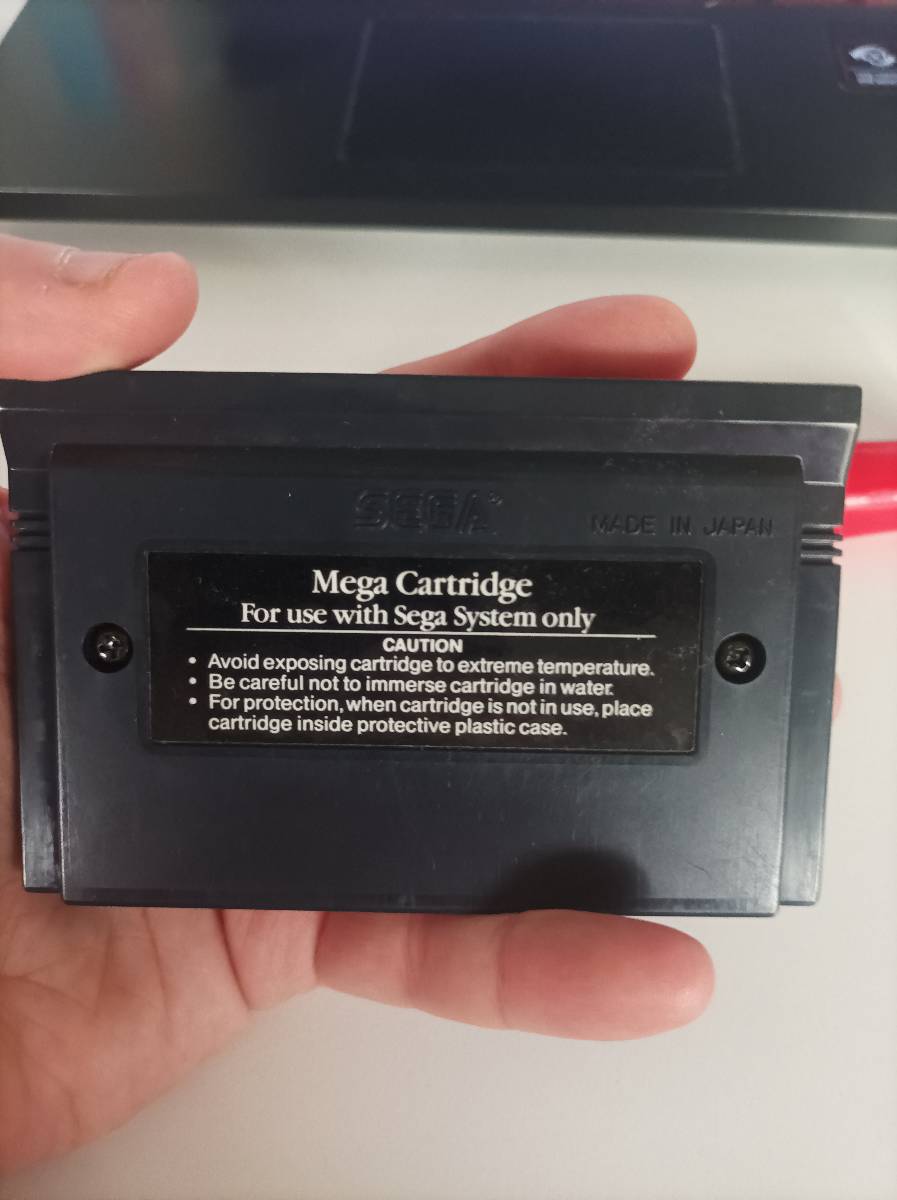 SEGA
MADE IN JAPAN
Mega Cartridge
For use with Sega System only
CAUTION
• Avoid exposing cartridge to extreme temperature.
• Be careful not to immerse cartridge in water.
• For protection, when cartridge is not in use, place
cartridge inside protective plastic case.